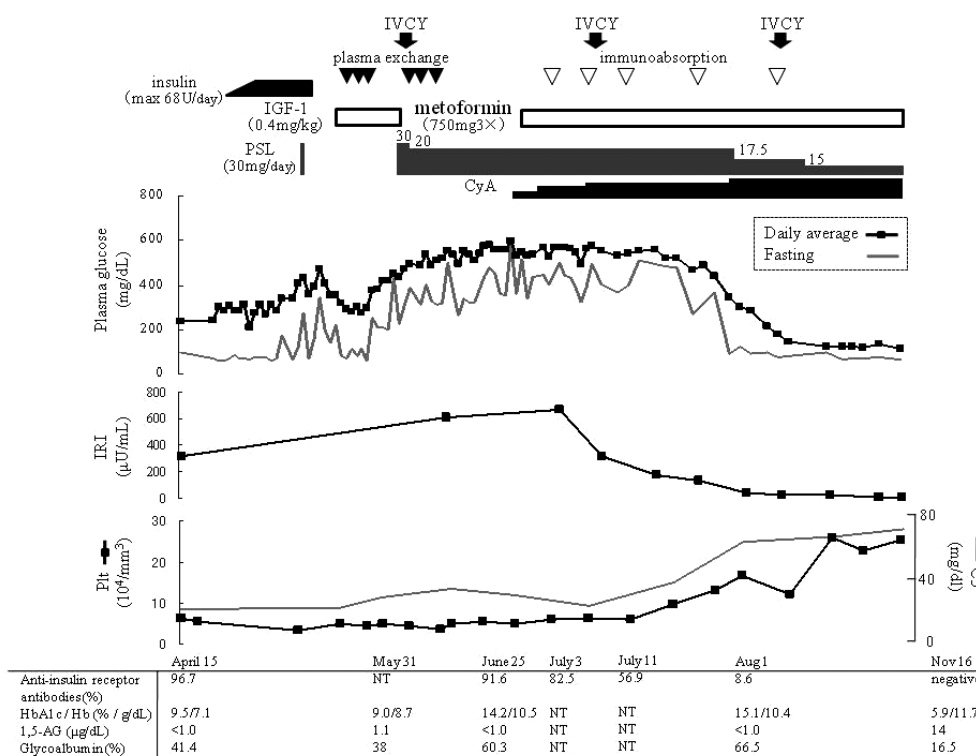 IVCY IVCY IVCY
plasma exchange immunoabsorption
insulin
(max 68U/day)
IGF-1
(0.4mg/kg)
metoformin
(750mg3×)
PSL
(30mg/day)
30 20 17.5 15
CyA
Plasma glucose
(mg/dL)
800
600
400
200
0
Daily average
Fasting
IRI
(μU/mL)
800
600
400
200
0
Plt
(10⁴/mm³)
30
20
10
0
80
40
0
(mg/dl)
April 15 May 31 June 25 July 3 July 11 Aug 1 Nov 16
Anti-insulin receptor 96.7 NT 91.6 82.5 56.9 8.6 negative
antibodies(%)
HbA1c/Hb (% / g/dL) 9.5/7.1 9.0/8.7 14.2/10.5 NT NT 15.1/10.4 5.9/11.7
1,5-AG (μg/dL) <1.0 1.1 <1.0 NT NT <1.0 14
Glycoalbumin(%) 41.4 38 60.3 NT NT 66.5 16.5